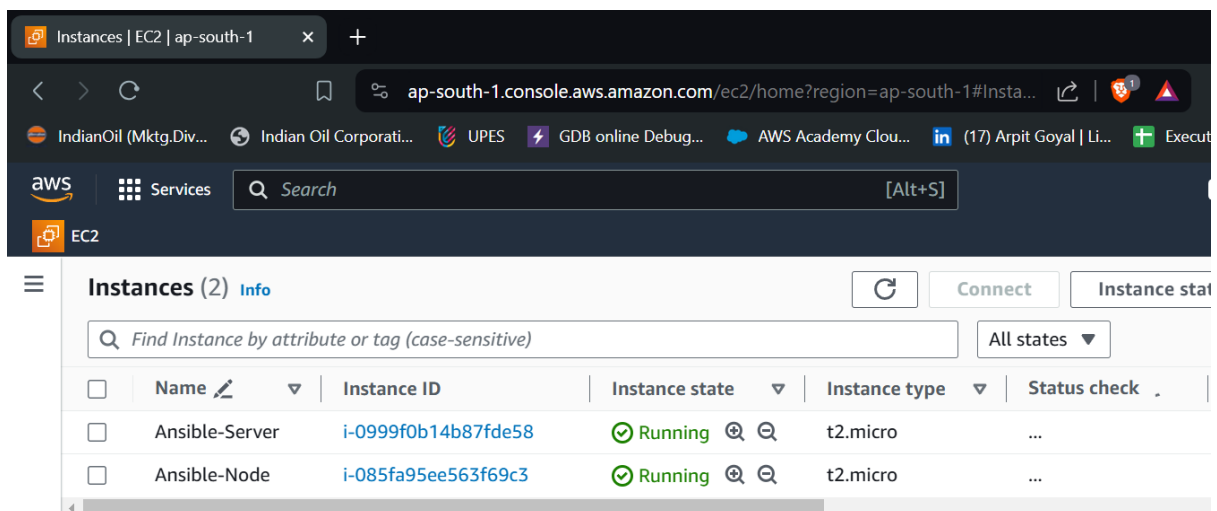 Instances | EC2 | ap-south-1
ap-south-1.console.aws.amazon.com/ec2/home?region=ap-south-1#Insta... 1
IndianOil (Mktg.Div... Indian Oil Corporati... UPES GDB online Debug... AWS Academy Clou... in (17) Arpit Goyal | Li... Execut
aws Services Search [Alt+S]
EC2
Instances (2) Info Connect Instance stat
Find Instance by attribute or tag (case-sensitive) All states
Name Instance ID Instance state Instance type Status check
Ansible-Server i-0999f0b14b87fde58 Running t2.micro ...
Ansible-Node i-085fa95ee563f69c3 Running t2.micro ...